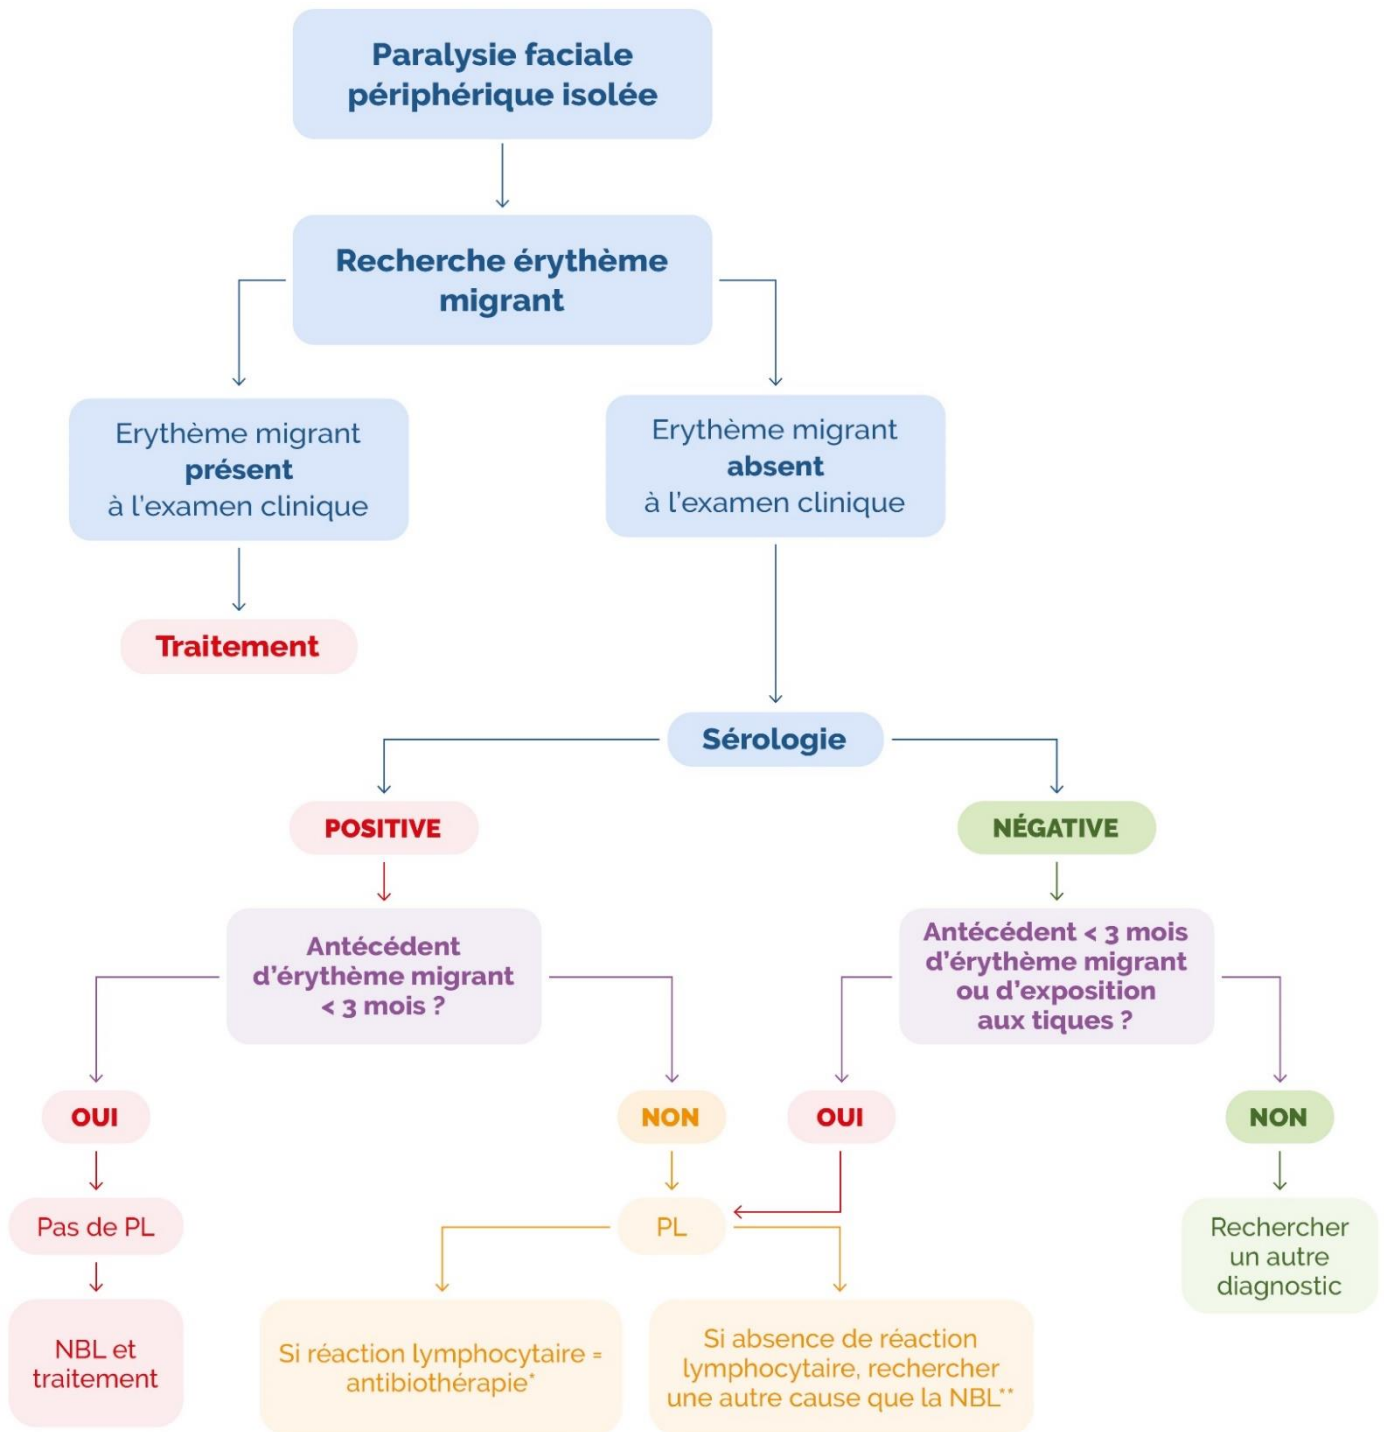 Paralysie faciale
périphérique isolée
Recherche érythème
migrant
Erythème migrant
présent
à l'examen clinique
Erythème migrant
absent
à l'examen clinique
Traitement
Sérologie
POSITIVE
NÉGATIVE
Antécédent
d'érythème migrant
< 3 mois ?
Antécédent < 3 mois
d'érythème migrant
ou d'exposition
aux tiques ?
OUI
NON
OUI
NON
Pas de PL
PL
Rechercher
un autre
diagnostic
NBL et
traitement
Si réaction lymphocytaire =
antibiothérapie*
Si absence de réaction
lymphocytaire, rechercher
une autre cause que la NBL**